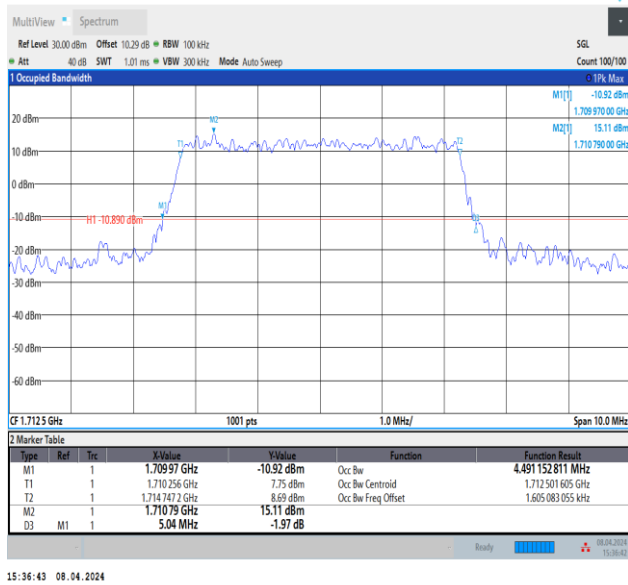 MultiView Spectrum
Ref Level 30.00 dBm Offset 10.29 dB RBW 100 kHz SGL
Att 40 dB SWT 1.01 ms VBW 300 kHz Mode Auto Sweep Count 100/100
1 Occupied Bandwidth 1Pk Max
M1[1] -10.92 dBm
1.709 970 00 GHz
M2[1] 15.11 dBm
1.710 790 00 GHz
20 dBm
M2
T1 T2
10 dBm
0 dBm
M1
-10 dBm
H1 -10.890 dBm
D3
-20 dBm
-30 dBm
-40 dBm
-50 dBm
-60 dBm
CF 1.712 5 GHz 1001 pts 1.0 MHz/ Span 10.0 MHz
2 Marker Table
Type Ref Trc X-Value Y-Value Function Function Result
M1 1 1.709 97 GHz -10.92 dBm Occ Bw 4.491 152 811 MHz
T1 1 1.710 256 GHz 7.75 dBm Occ Bw Centroid 1.712 501 605 GHz
T2 1 1.714 747 2 GHz 8.69 dBm Occ Bw Freq Offset 1.605 083 055 kHz
M2 1 1.710 79 GHz 15.11 dBm
D3 M1 1 5.04 MHz -1.97 dB
Ready 08.04.2024
15:36:42
15:36:43 08.04.2024